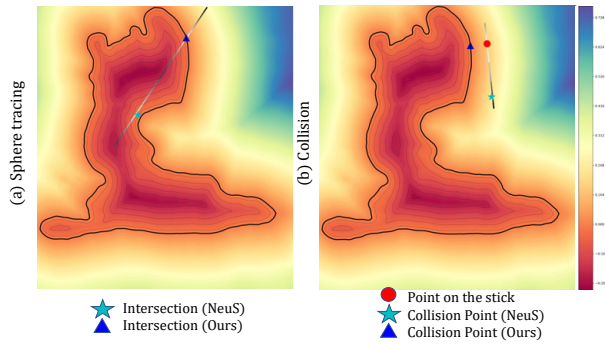 (a) Sphere tracing
(b) Collision
Intersection (NeuS)
Intersection (Ours)
Point on the stick
Collision Point (NeuS)
Collision Point (Ours)